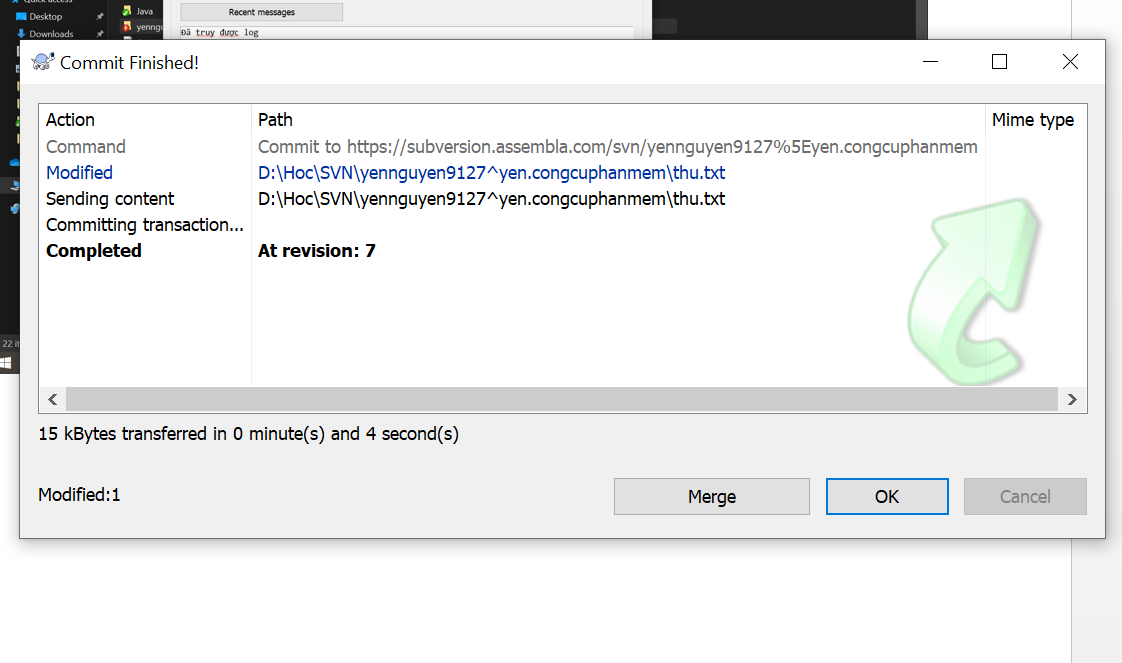 Quick access
Desktop
Java
Recent messages
Downloads
yenngu
Đã truy được log
Commit Finished!
Action Path Mime type
Command Commit to https://subversion.assembla.com/svn/yennguyen9127%5Eyen.congcuphanmem
Modified D:\Hoc\SVN\yennguyen9127^yen.congcuphanmem\thu.txt
Sending content D:\Hoc\SVN\yennguyen9127^yen.congcuphanmem\thu.txt
Committing transaction...
Completed At revision: 7
22 it
15 kBytes transferred in 0 minute(s) and 4 second(s)
Modified:1
Merge OK Cancel